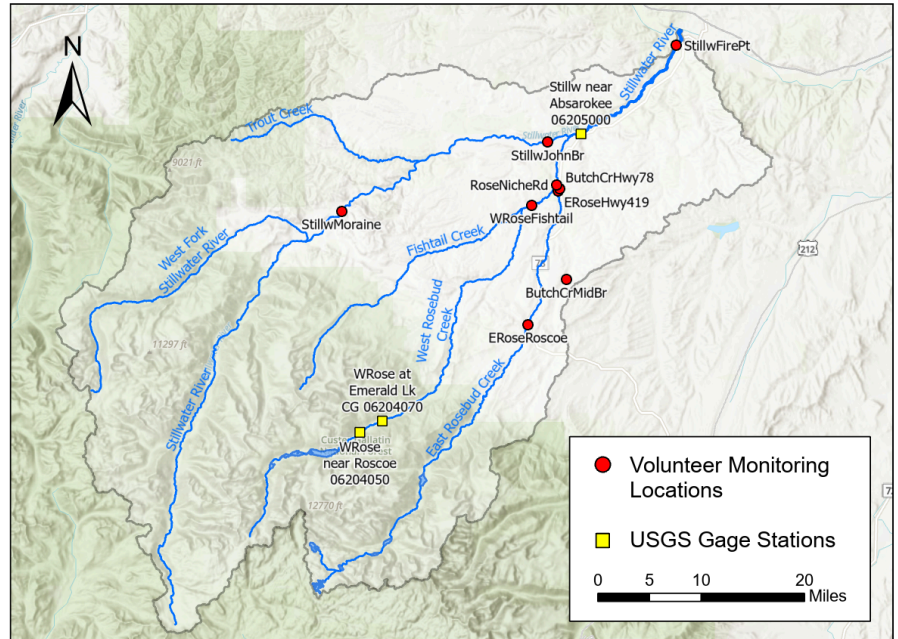 N
StillwFirePt
Stillwater River
Stillw near
Absarokee
06205000
Trout Creek
Stillwater River
StillwJohnBr
9021 ft
RoseNicheRd
ButchCrHwy78
ERoseHwy419
WRoseFishtail
StillwMoraine
West Fork
Stillwater River
Fishtail Creek
212
78
ButchCrMidBr
West Rosebud
Creek
ERoseRoscoe
11297 ft
Stillwater River
WRose at
Emerald Lk
CG 06204070
East Rosebud Creek
WRose
near Roscoe
06204050
12770 ft
Volunteer Monitoring
Locations
USGS Gage Stations
0 5 10 20
Miles